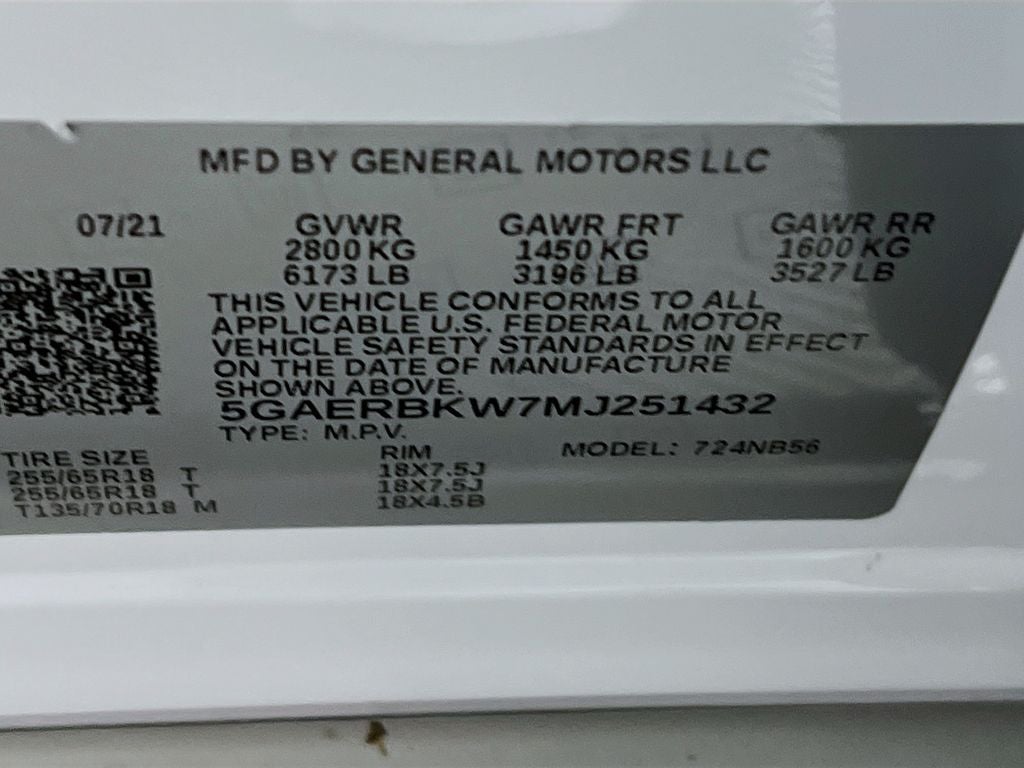 MFD BY GENERAL MOTORS LLC
07/21 GVWR GAWR FRT GAWR RR
2800 KG 1450 KG 1600 KG
6173 LB 3196 LB 3527 LB
THIS VEHICLE CONFORMS TO ALL
APPLICABLE U.S. FEDERAL MOTOR
VEHICLE SAFETY STANDARDS IN EFFECT
ON THE DATE OF MANUFACTURE
SHOWN ABOVE.
5GAERBKW7MJ251432
TYPE: M.P.V.
TIRE SIZE RIM MODEL: 724NB56
255/65R18 T 18X7.5J
255/65R18 T 18X7.5J
T135/70R18 M 18X4.5B